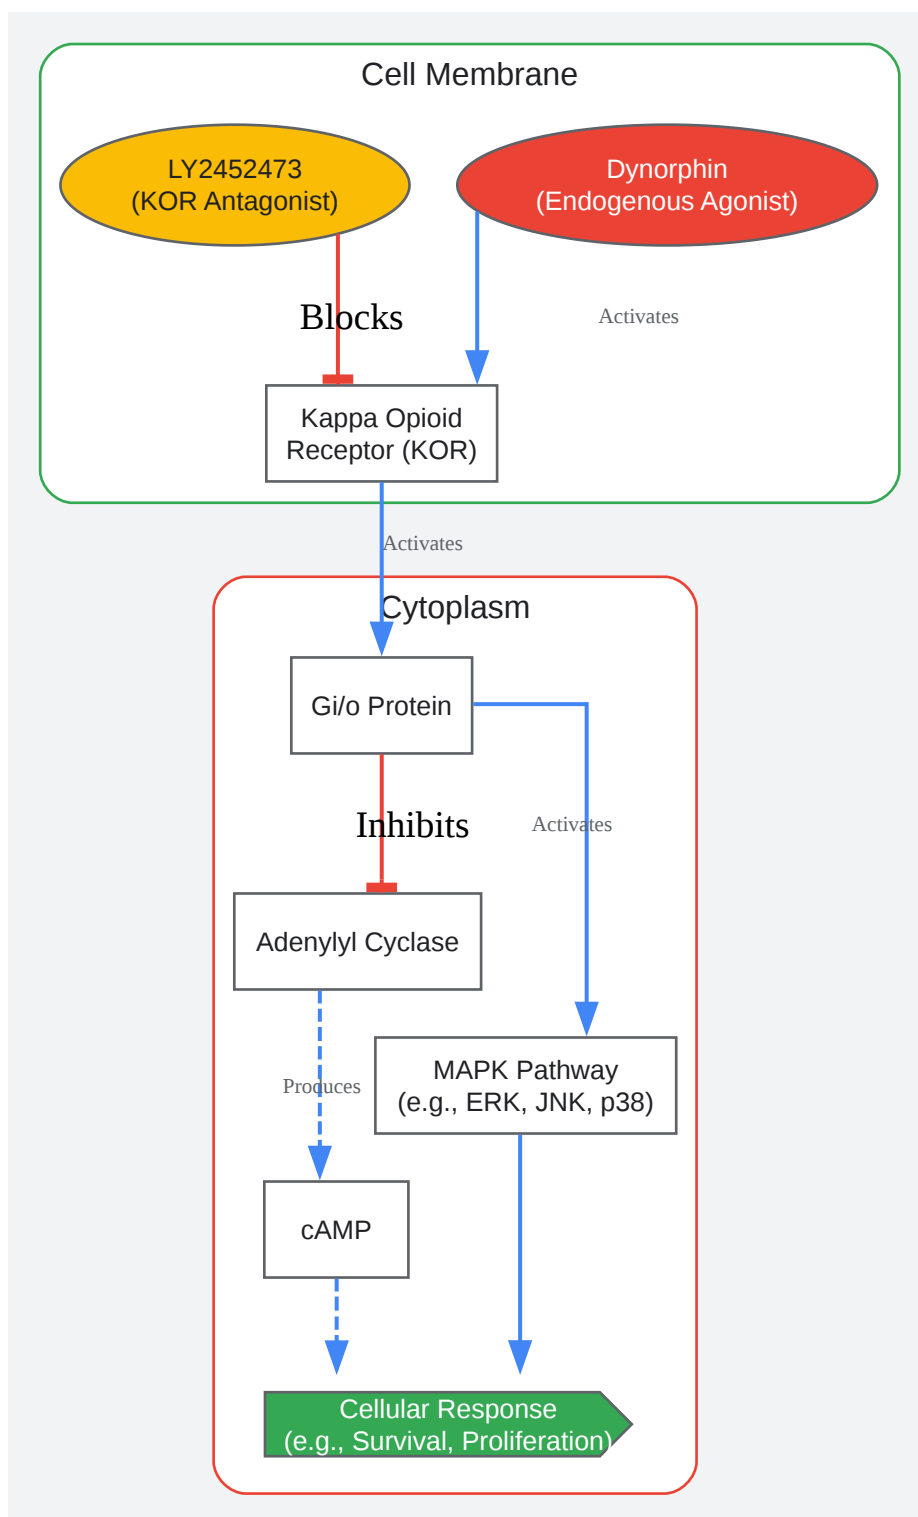 Cell Membrane
LY2452473
(KOR Antagonist)
Dynorphin
(Endogenous Agonist)
Blocks
Activates
Kappa Opioid
Receptor (KOR)
Activates
Cytoplasm
Gi/o Protein
Inhibits
Activates
Adenylyl Cyclase
MAPK Pathway
(e.g., ERK, JNK, p38)
Produces
cAMP
Cellular Response
(e.g., Survival, Proliferation)